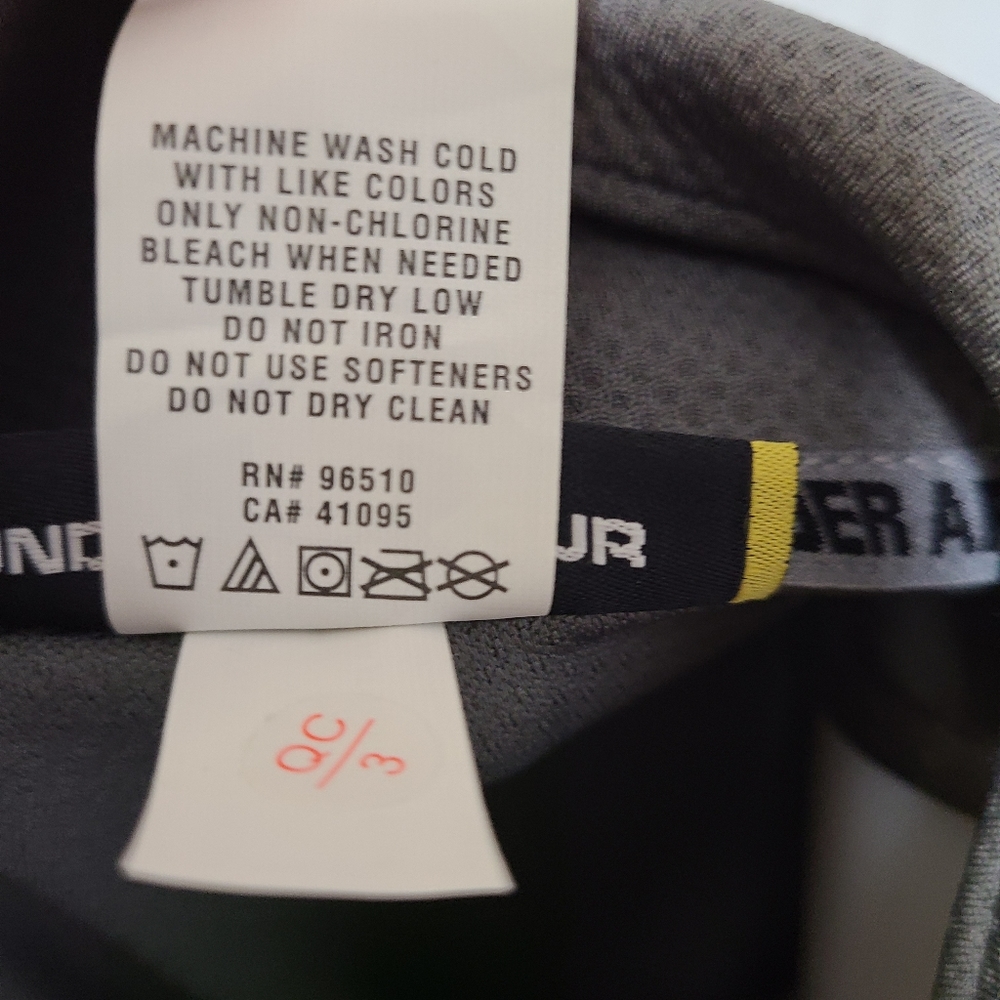 MACHINE WASH COLD
WITH LIKE COLORS
ONLY NON-CHLORINE
BLEACH WHEN NEEDED
TUMBLE DRY LOW
DO NOT IRON
DO NOT USE SOFTENERS
DO NOT DRY CLEAN
RN# 96510
CA# 41095
QC/3